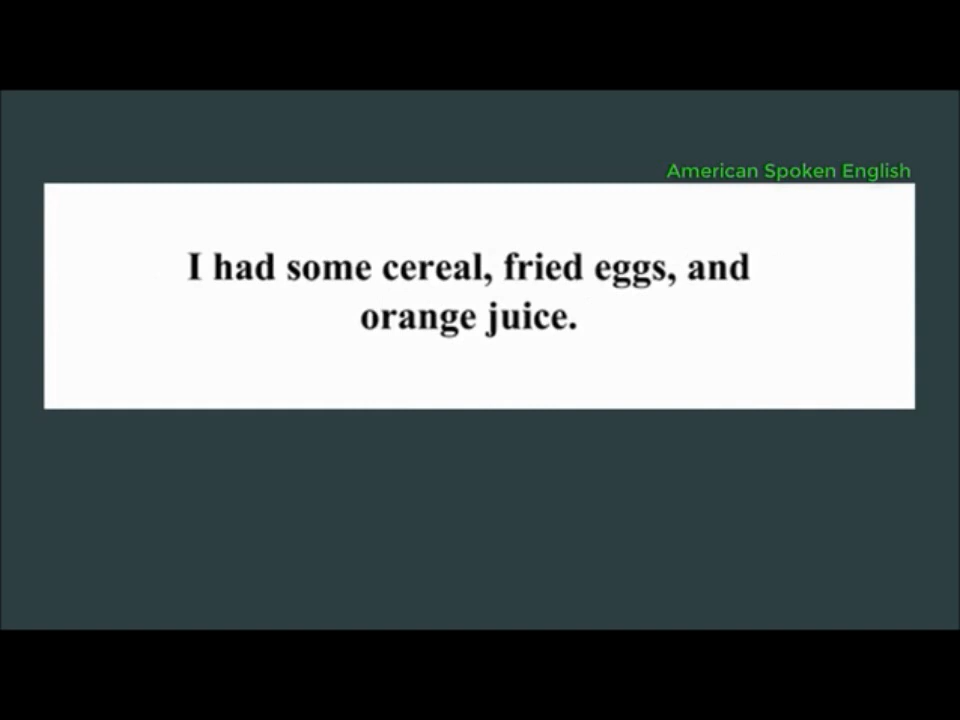 American Spoken English
I had some cereal, fried eggs, and
orange juice.